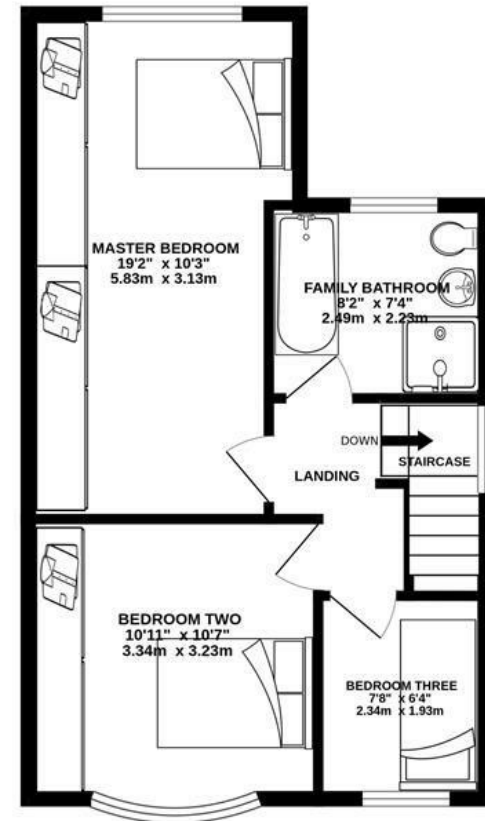 MASTER BEDROOM
19'2" x 10'3"
5.83m x 3.13m
FAMILY BATHROOM
8'2" x 7'4"
2.49m x 2.23m
DOWN
STAIRCASE
LANDING
BEDROOM TWO
10'11" x 10'7"
3.34m x 3.23m
BEDROOM THREE
7'8" x 6'4"
2.34m x 1.93m